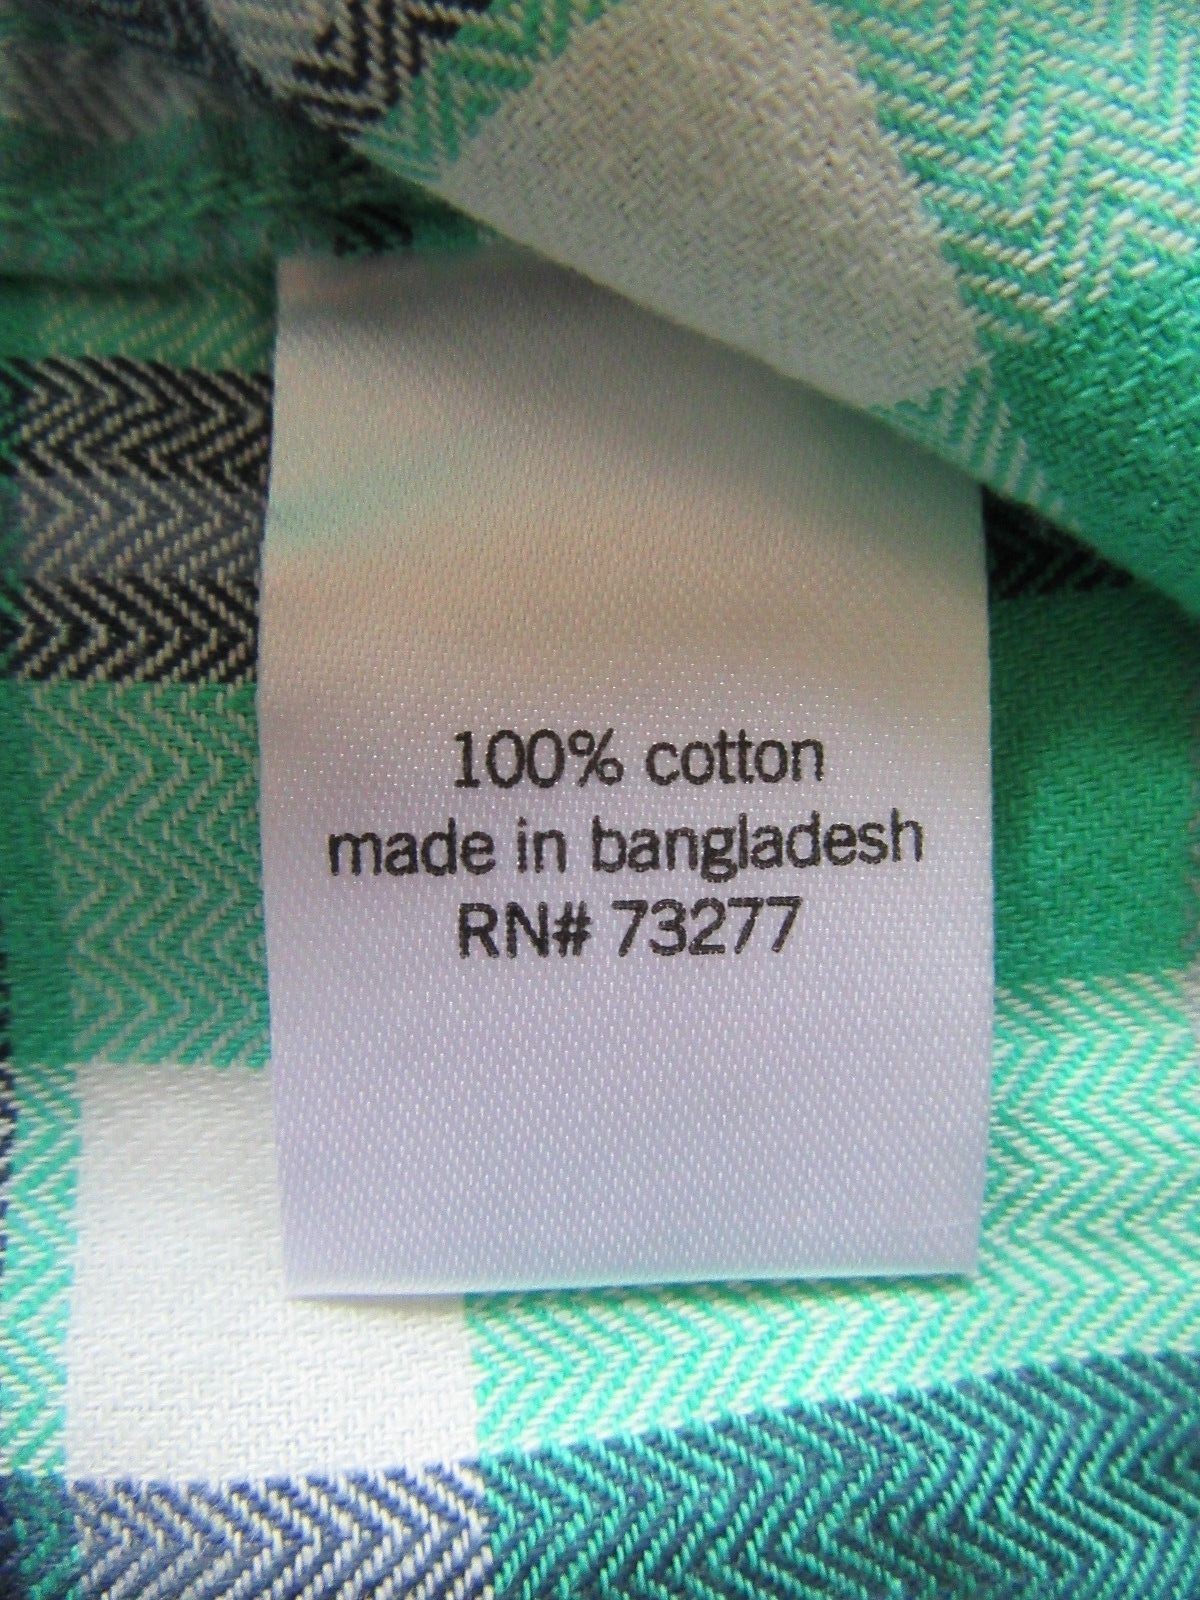 100% cotton
made in bangladesh
RN# 73277